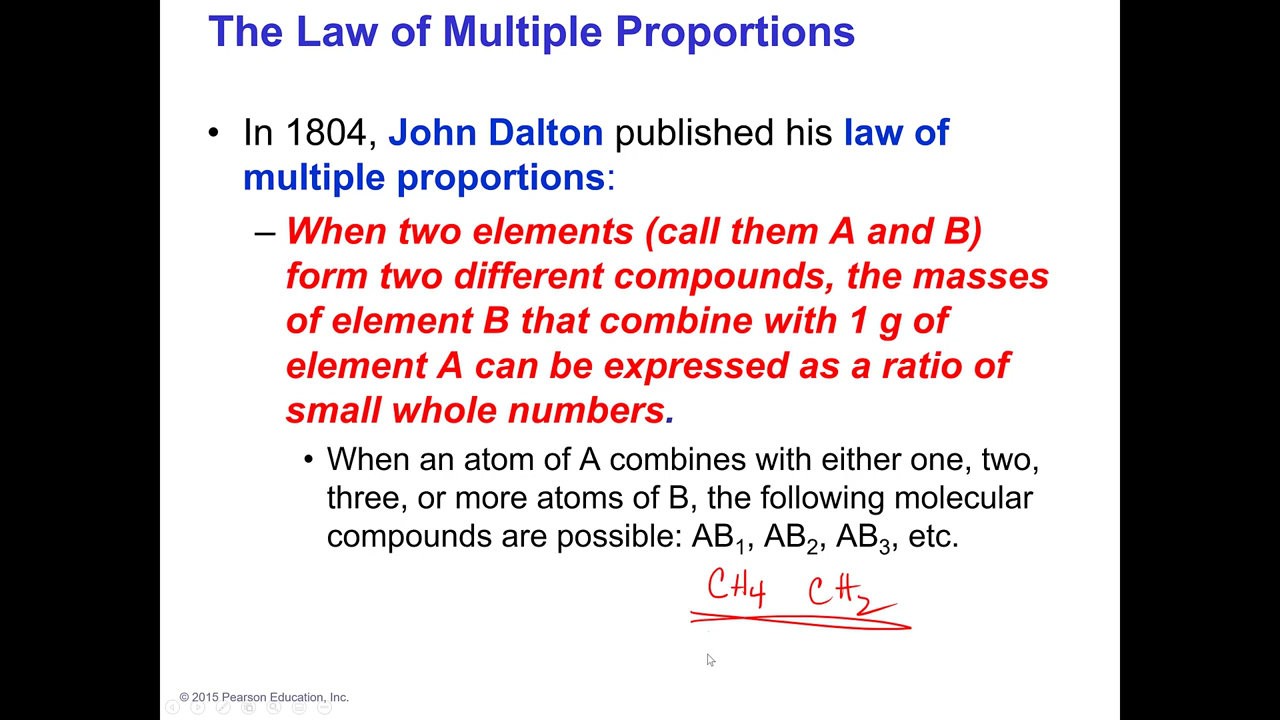 The Law of Multiple Proportions
• In 1804, John Dalton published his law of
multiple proportions:
– When two elements (call them A and B)
form two different compounds, the masses
of element B that combine with 1 g of
element A can be expressed as a ratio of
small whole numbers.
• When an atom of A combines with either one, two,
three, or more atoms of B, the following molecular
compounds are possible: AB₁, AB₂, AB₃, etc.
CH₄ CH₂
© 2015 Pearson Education, Inc.